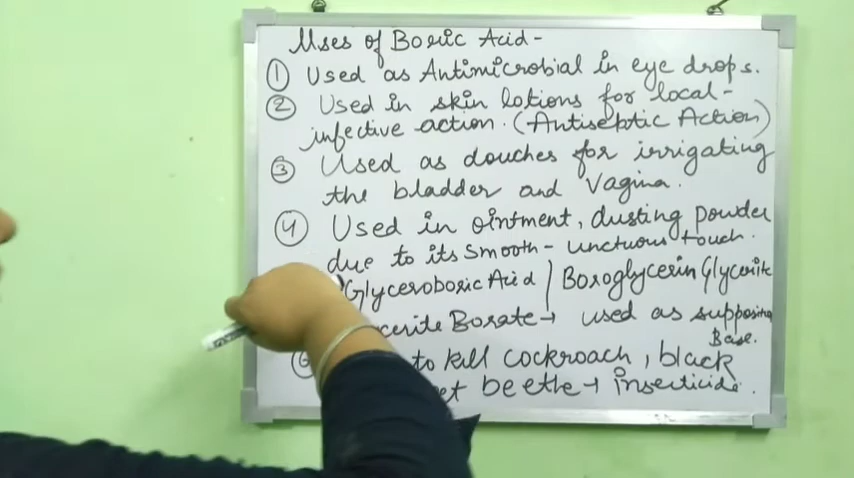 Uses of Boric Acid-
① Used as Antimicrobial in eye drops.
② Used in skin lotions for local-
infective action. (Antiseptic Action)
③ Used as douches for irrigating
the bladder and Vagina.
④ Used in ointment, dusting powder
due to its smooth - unctuous touch.
Glyceroboric Acid / Boroglycerin Glycerite
Borate → used as
Base.
to kill cockroach, black
beetle → insecticide.